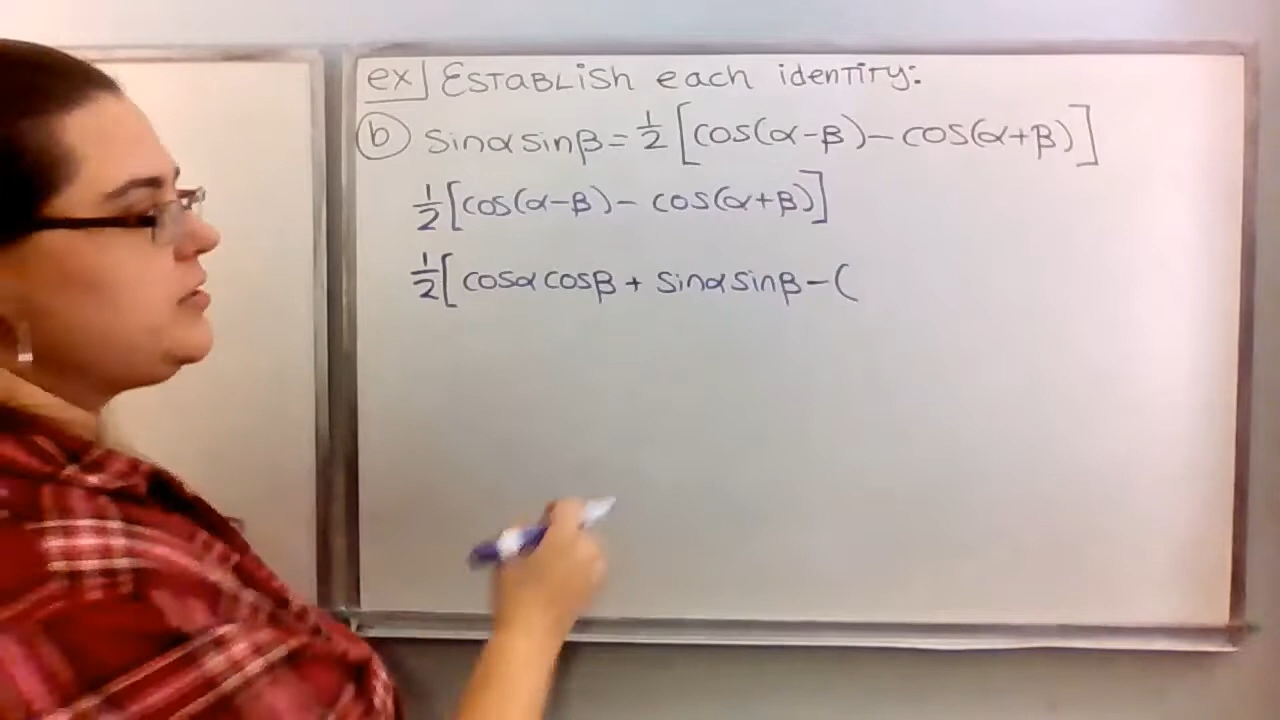 ex] Establish each identity:
(b) sinα sinβ = 1/2 [cos(α-β) - cos(α+β)]
1/2 [cos(α-β) - cos(α+β)]
1/2 [cosα cosβ + sinα sinβ - (